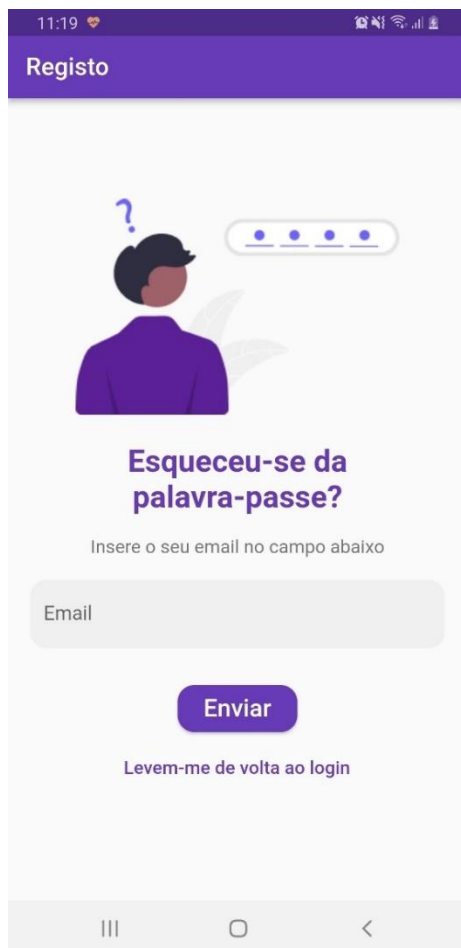 11:19
Registo
?
Esqueceu-se da
palavra-passe?
Insere o seu email no campo abaixo
Email
Enviar
Levem-me de volta ao login